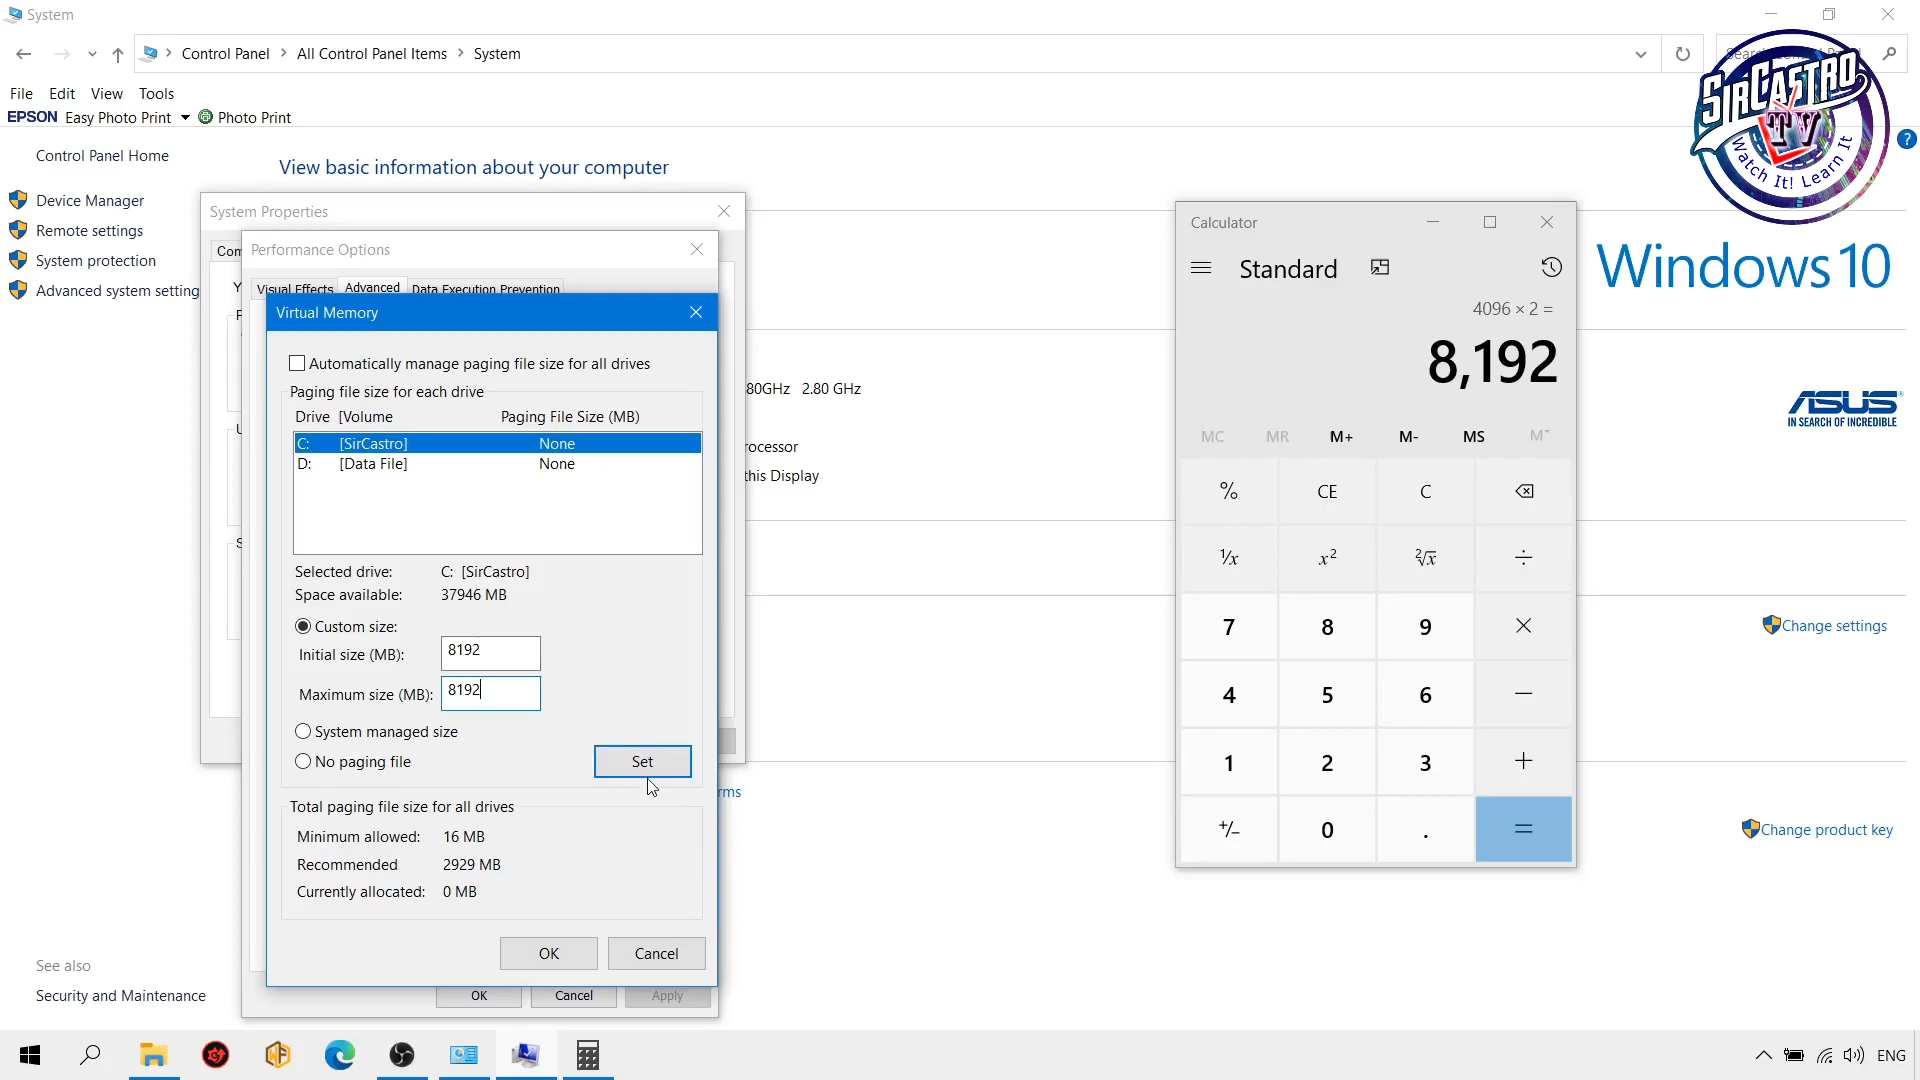 System
Control Panel > All Control Panel Items > System
File Edit View Tools
EPSON Easy Photo Print Photo Print
SIRCASTRO
TV
Watch It! Learn It
?
Control Panel Home
Device Manager
Remote settings
System protection
Advanced system setting
See also
Security and Maintenance
View basic information about your computer
Windows 10
80GHz 2.80 GHz
rocessor
this Display
ASUS
IN SEARCH OF INCREDIBLE
Change settings
rms
Change product key
System Properties
Com
Performance Options
Visual Effects Advanced Data Execution Prevention
Virtual Memory
Automatically manage paging file size for all drives
Paging file size for each drive
Drive [Volume Paging File Size (MB)
C: [SirCastro] None
D: [Data File] None
Selected drive: C: [SirCastro]
Space available: 37946 MB
Custom size:
Initial size (MB): 8192
Maximum size (MB): 8192
System managed size
No paging file
Set
Total paging file size for all drives
Minimum allowed: 16 MB
Recommended 2929 MB
Currently allocated: 0 MB
OK Cancel
OK Cancel Apply
Calculator
Standard
4096 × 2 =
8,192
MC MR M+ M- MS M˅
% CE C
¹/x x² ²√x ÷
7 8 9 ×
4 5 6 −
1 2 3 +
+/− 0 . =
ENG